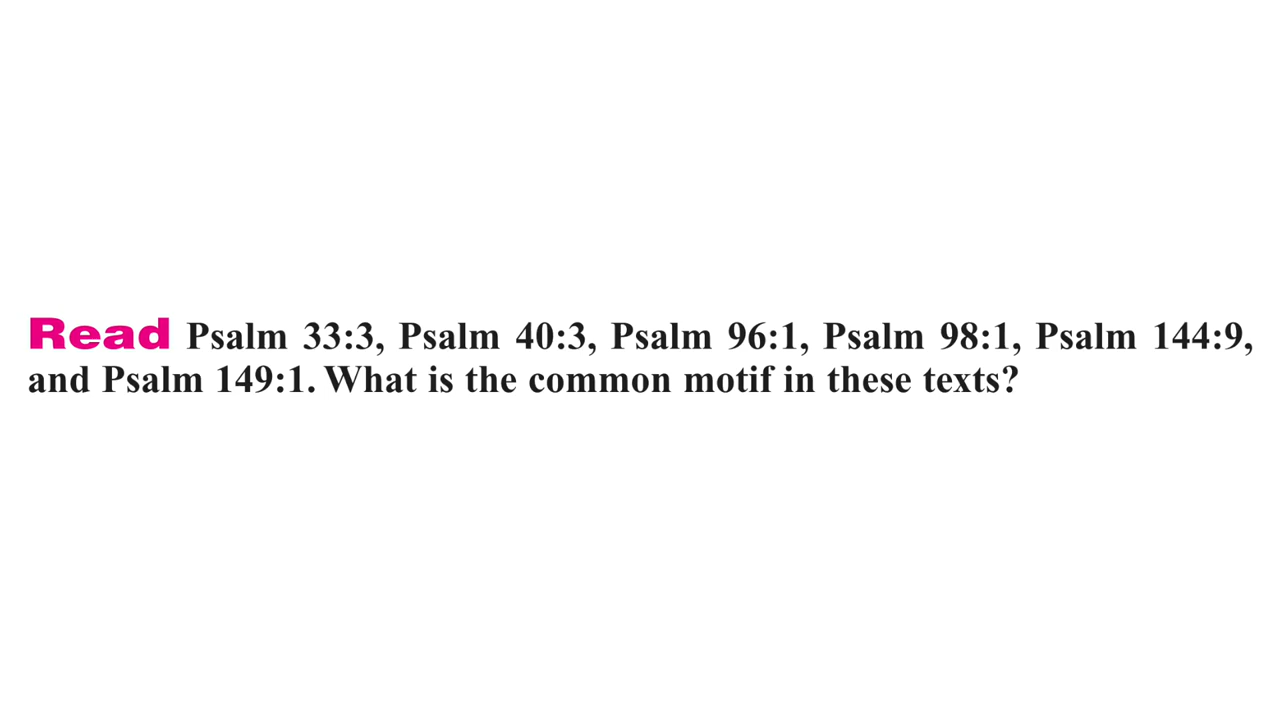 Read Psalm 33:3, Psalm 40:3, Psalm 96:1, Psalm 98:1, Psalm 144:9,
and Psalm 149:1. What is the common motif in these texts?